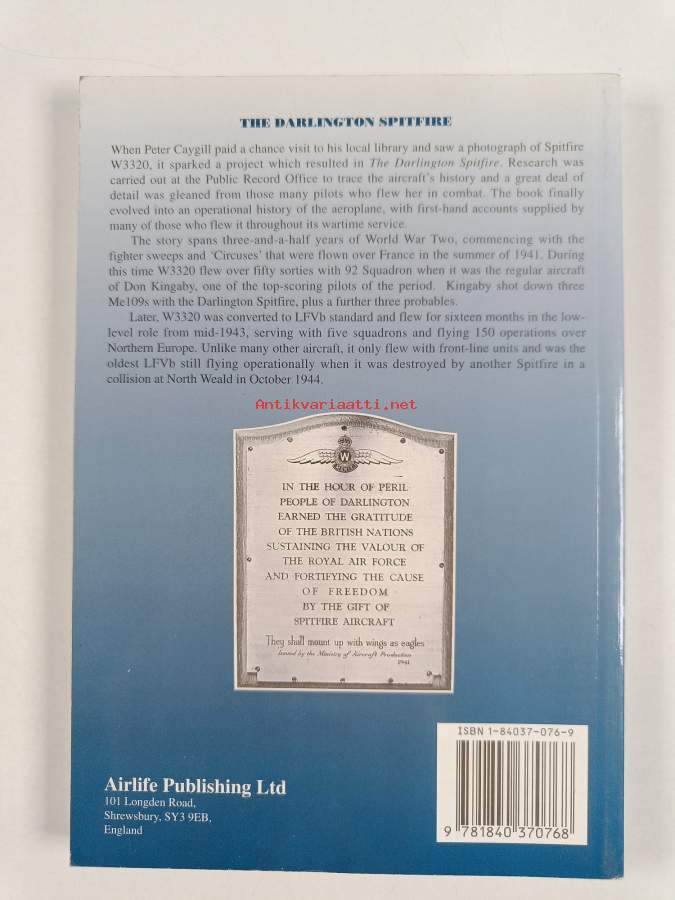 THE DARLINGTON SPITFIRE
When Peter Caygill paid a chance visit to his local library and saw a photograph of Spitfire
W3320, it sparked a project which resulted in The Darlington Spitfire. Research was
carried out at the Public Record Office to trace the aircraft's history and a great deal of
detail was gleaned from those many pilots who flew her in combat. The book finally
evolved into an operational history of the aeroplane, with first-hand accounts supplied by
many of those who flew it throughout its wartime service.
The story spans three-and-a-half years of World War Two, commencing with the
fighter sweeps and 'Circuses' that were flown over France in the summer of 1941. During
this time W3320 flew over fifty sorties with 92 Squadron when it was the regular aircraft
of Don Kingaby, one of the top-scoring pilots of the period. Kingaby shot down three
Me109s with the Darlington Spitfire, plus a further three probables.
Later, W3320 was converted to LFVb standard and flew for sixteen months in the low-
level role from mid-1943, serving with five squadrons and flying 150 operations over
Northern Europe. Unlike many other aircraft, it only flew with front-line units and was the
oldest LFVb still flying operationally when it was destroyed by another Spitfire in a
collision at North Weald in October 1944.
Antikvariaatti.net
W
IN THE HOUR OF PERIL
PEOPLE OF DARLINGTON
EARNED THE GRATITUDE
OF THE BRITISH NATIONS
SUSTAINING THE VALOUR OF
THE ROYAL AIR FORCE
AND FORTIFYING THE CAUSE
OF FREEDOM
BY THE GIFT OF
SPITFIRE AIRCRAFT
They shall mount up with wings as eagles
Issued by the Ministry of Aircraft Production
1941
ISBN 1-84037-076-9
9 781840 370768
Airlife Publishing Ltd
101 Longden Road,
Shrewsbury, SY3 9EB,
England